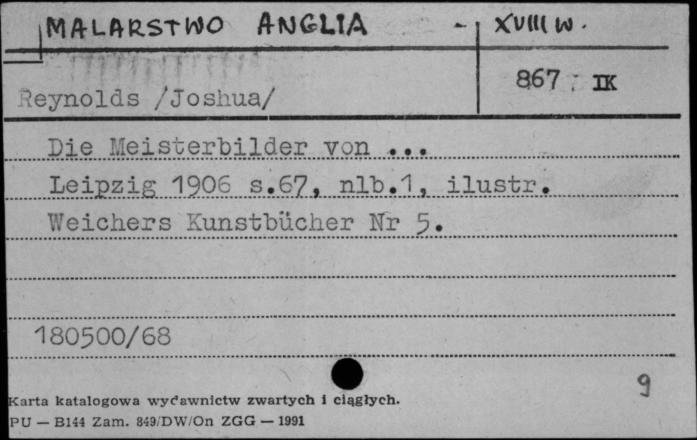 MALARSTWO ANGLIA - XVIII w.
867 IK
Reynolds /Joshua/
Die Meisterbilder von ...
Leipzig 1906 s.67, nlb.1, ilustr.
Weichers Kunstbücher Nr 5.
180500/68
9
Karta katalogowa wydawnictw zwartych i ciągłych.
PU — B144 Zam. 849/DW/On ZGG — 1991